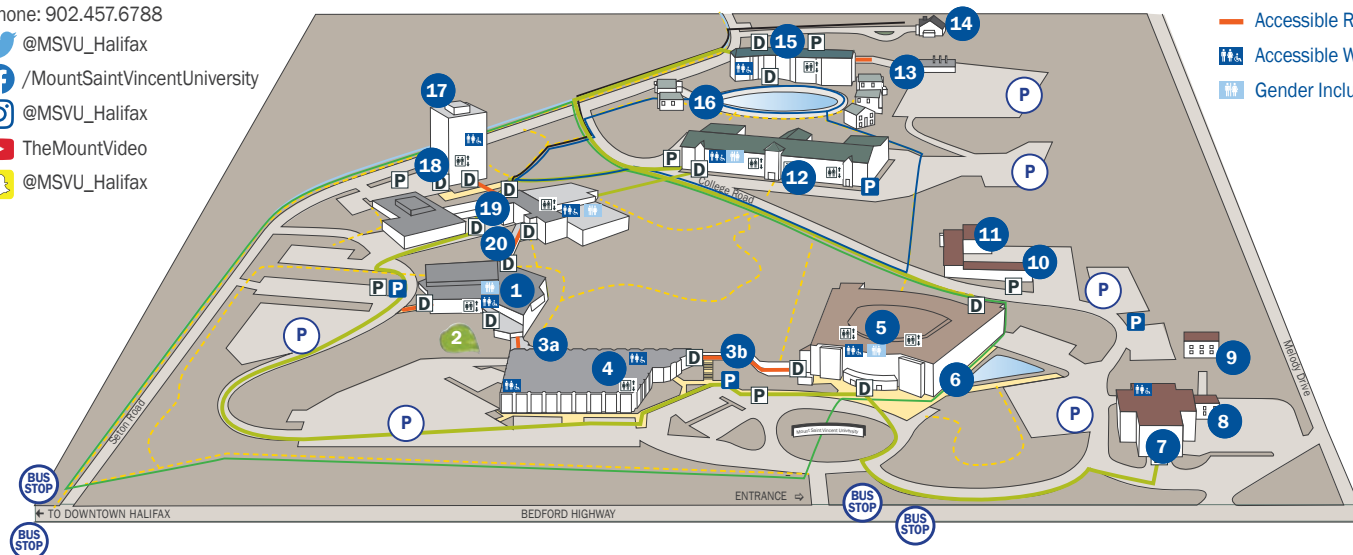 hone: 902.457.6788
@MSVU_Halifax
/MountSaintVincentUniversity
@MSVU_Halifax
TheMountVideo
@MSVU_Halifax
Accessible R
Accessible W
Gender Inclu
14
D 15 P
13
D
P
17
16
P
18
P D D D
P D
12
P
College Road
19
D
20 D
D
11
10
P
P P
1
D
D
P
2
3a
P
D
5
P
3b
D
4
D
P
P
D
6
9
Melody Drive
P
P
8
7
Mount Saint Vincent University
Seton Road
BUS STOP
ENTRANCE ⇨
BUS STOP
BUS STOP
← TO DOWNTOWN HALIFAX
BEDFORD HIGHWAY
BUS STOP